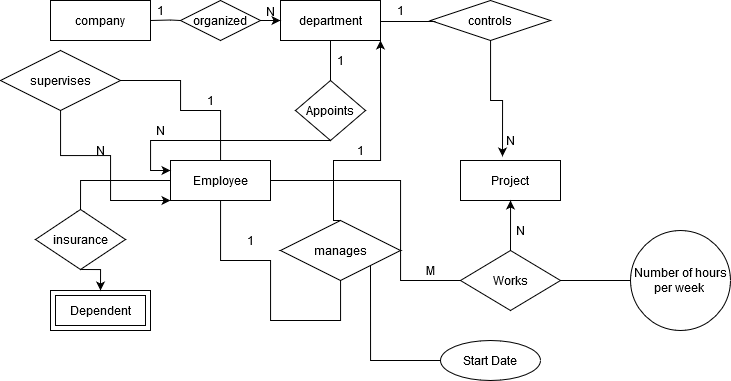 1
N
1
company
organized
department
controls
supervises
1
1
Appoints
N
N
1
N
Employee
Project
insurance
1
manages
N
M
Works
Number of hours
per week
Dependent
Start Date